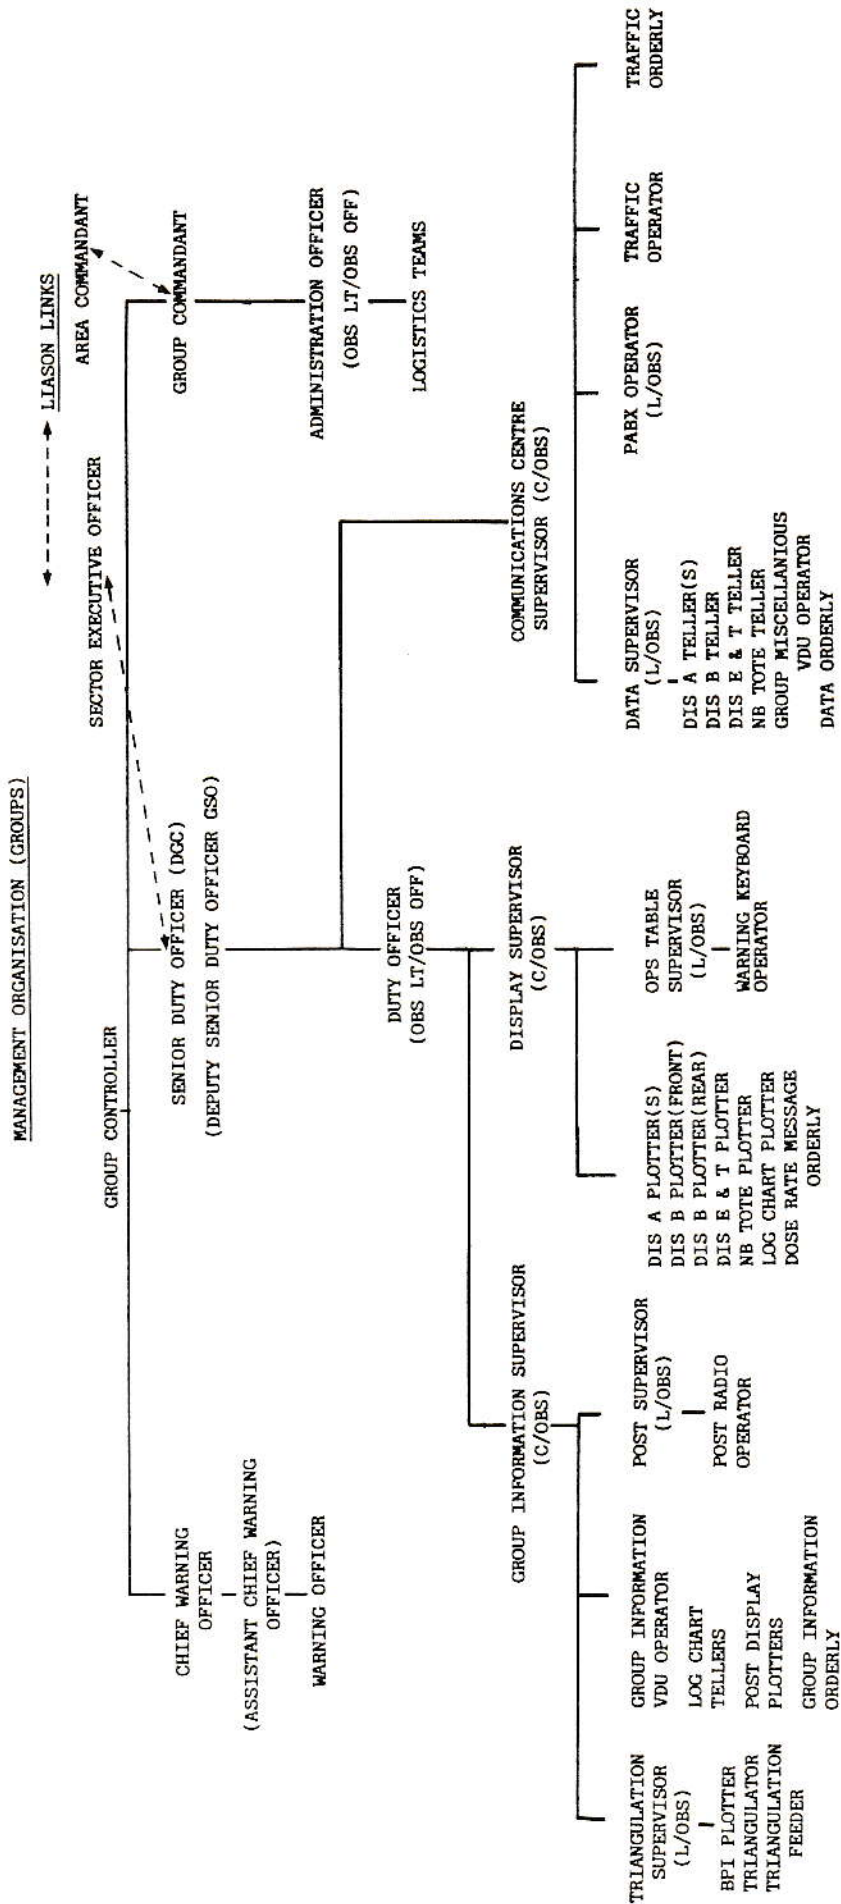 MANAGEMENT ORGANISATION (GROUPS)
LIASON LINKS
GROUP CONTROLLER
SECTOR EXECUTIVE OFFICER
AREA COMMANDANT
CHIEF WARNING
OFFICER
(ASSISTANT CHIEF WARNING
OFFICER)
WARNING OFFICER
SENIOR DUTY OFFICER (DGC)
(DEPUTY SENIOR DUTY OFFICER GSO)
GROUP COMMANDANT
ADMINISTRATION OFFICER
(OBS LT/OBS OFF)
LOGISTICS TEAMS
DUTY OFFICER
(OBS LT/OBS OFF)
GROUP INFORMATION SUPERVISOR
(C/OBS)
DISPLAY SUPERVISOR
(C/OBS)
COMMUNICATIONS CENTRE
SUPERVISOR (C/OBS)
TRIANGULATION
SUPERVISOR
(L/OBS)
BPI PLOTTER
TRIANGULATOR
TRIANGULATION
FEEDER
GROUP INFORMATION
VDU OPERATOR
LOG CHART
TELLERS
POST DISPLAY
PLOTTERS
GROUP INFORMATION
ORDERLY
POST SUPERVISOR
(L/OBS)
POST RADIO
OPERATOR
DIS A PLOTTER(S)
DIS B PLOTTER(FRONT)
DIS B PLOTTER(REAR)
DIS E & T PLOTTER
NB TOTE PLOTTER
LOG CHART PLOTTER
DOSE RATE MESSAGE
ORDERLY
OPS TABLE
SUPERVISOR
(L/OBS)
WARNING KEYBOARD
OPERATOR
DATA SUPERVISOR
(L/OBS)
DIS A TELLER(S)
DIS B TELLER
DIS E & T TELLER
NB TOTE TELLER
GROUP MISCELLANIOUS
VDU OPERATOR
DATA ORDERLY
PABX OPERATOR
(L/OBS)
TRAFFIC
OPERATOR
TRAFFIC
ORDERLY